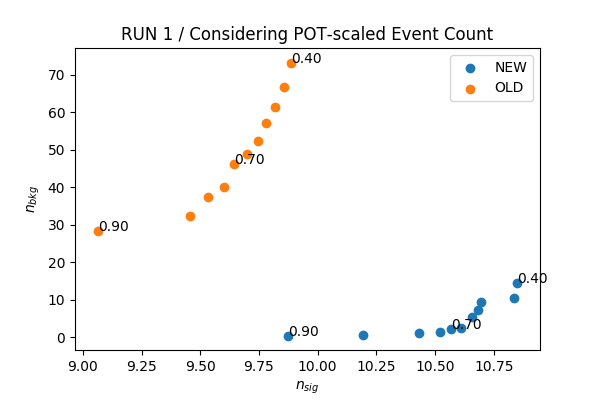 RUN 1 / Considering POT-scaled Event Count
NEW
OLD
0.40
0.70
0.90
0.40
0.70
0.90
70
60
50
40
30
20
10
0
n_bkg
9.00 9.25 9.50 9.75 10.00 10.25 10.50 10.75
n_sig